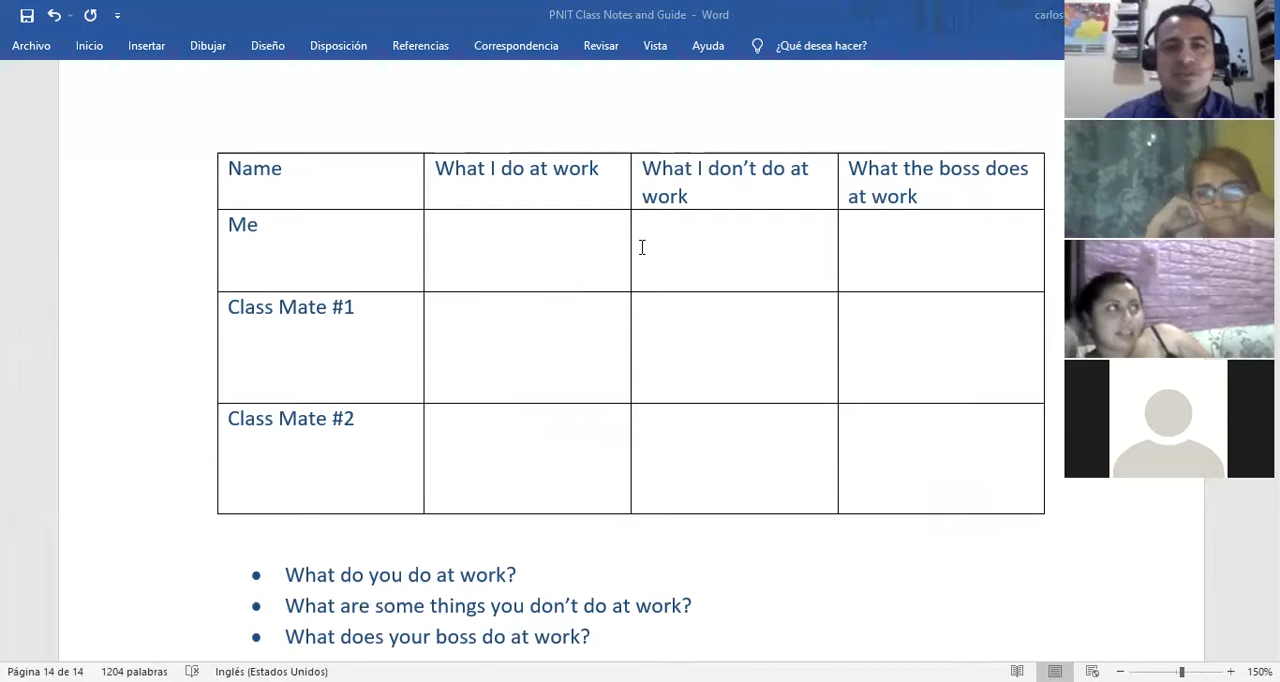 PNIT Class Notes and Guide - Word
carlos
Archivo Inicio Insertar Dibujar Diseño Disposición Referencias Correspondencia Revisar Vista Ayuda ¿Qué desea hacer?
Name
What I do at work
What I don’t do at
work
What the boss does
at work
Me
Class Mate #1
Class Mate #2
• What do you do at work?
• What are some things you don’t do at work?
• What does your boss do at work?
Página 14 de 14 1204 palabras Inglés (Estados Unidos) 150%